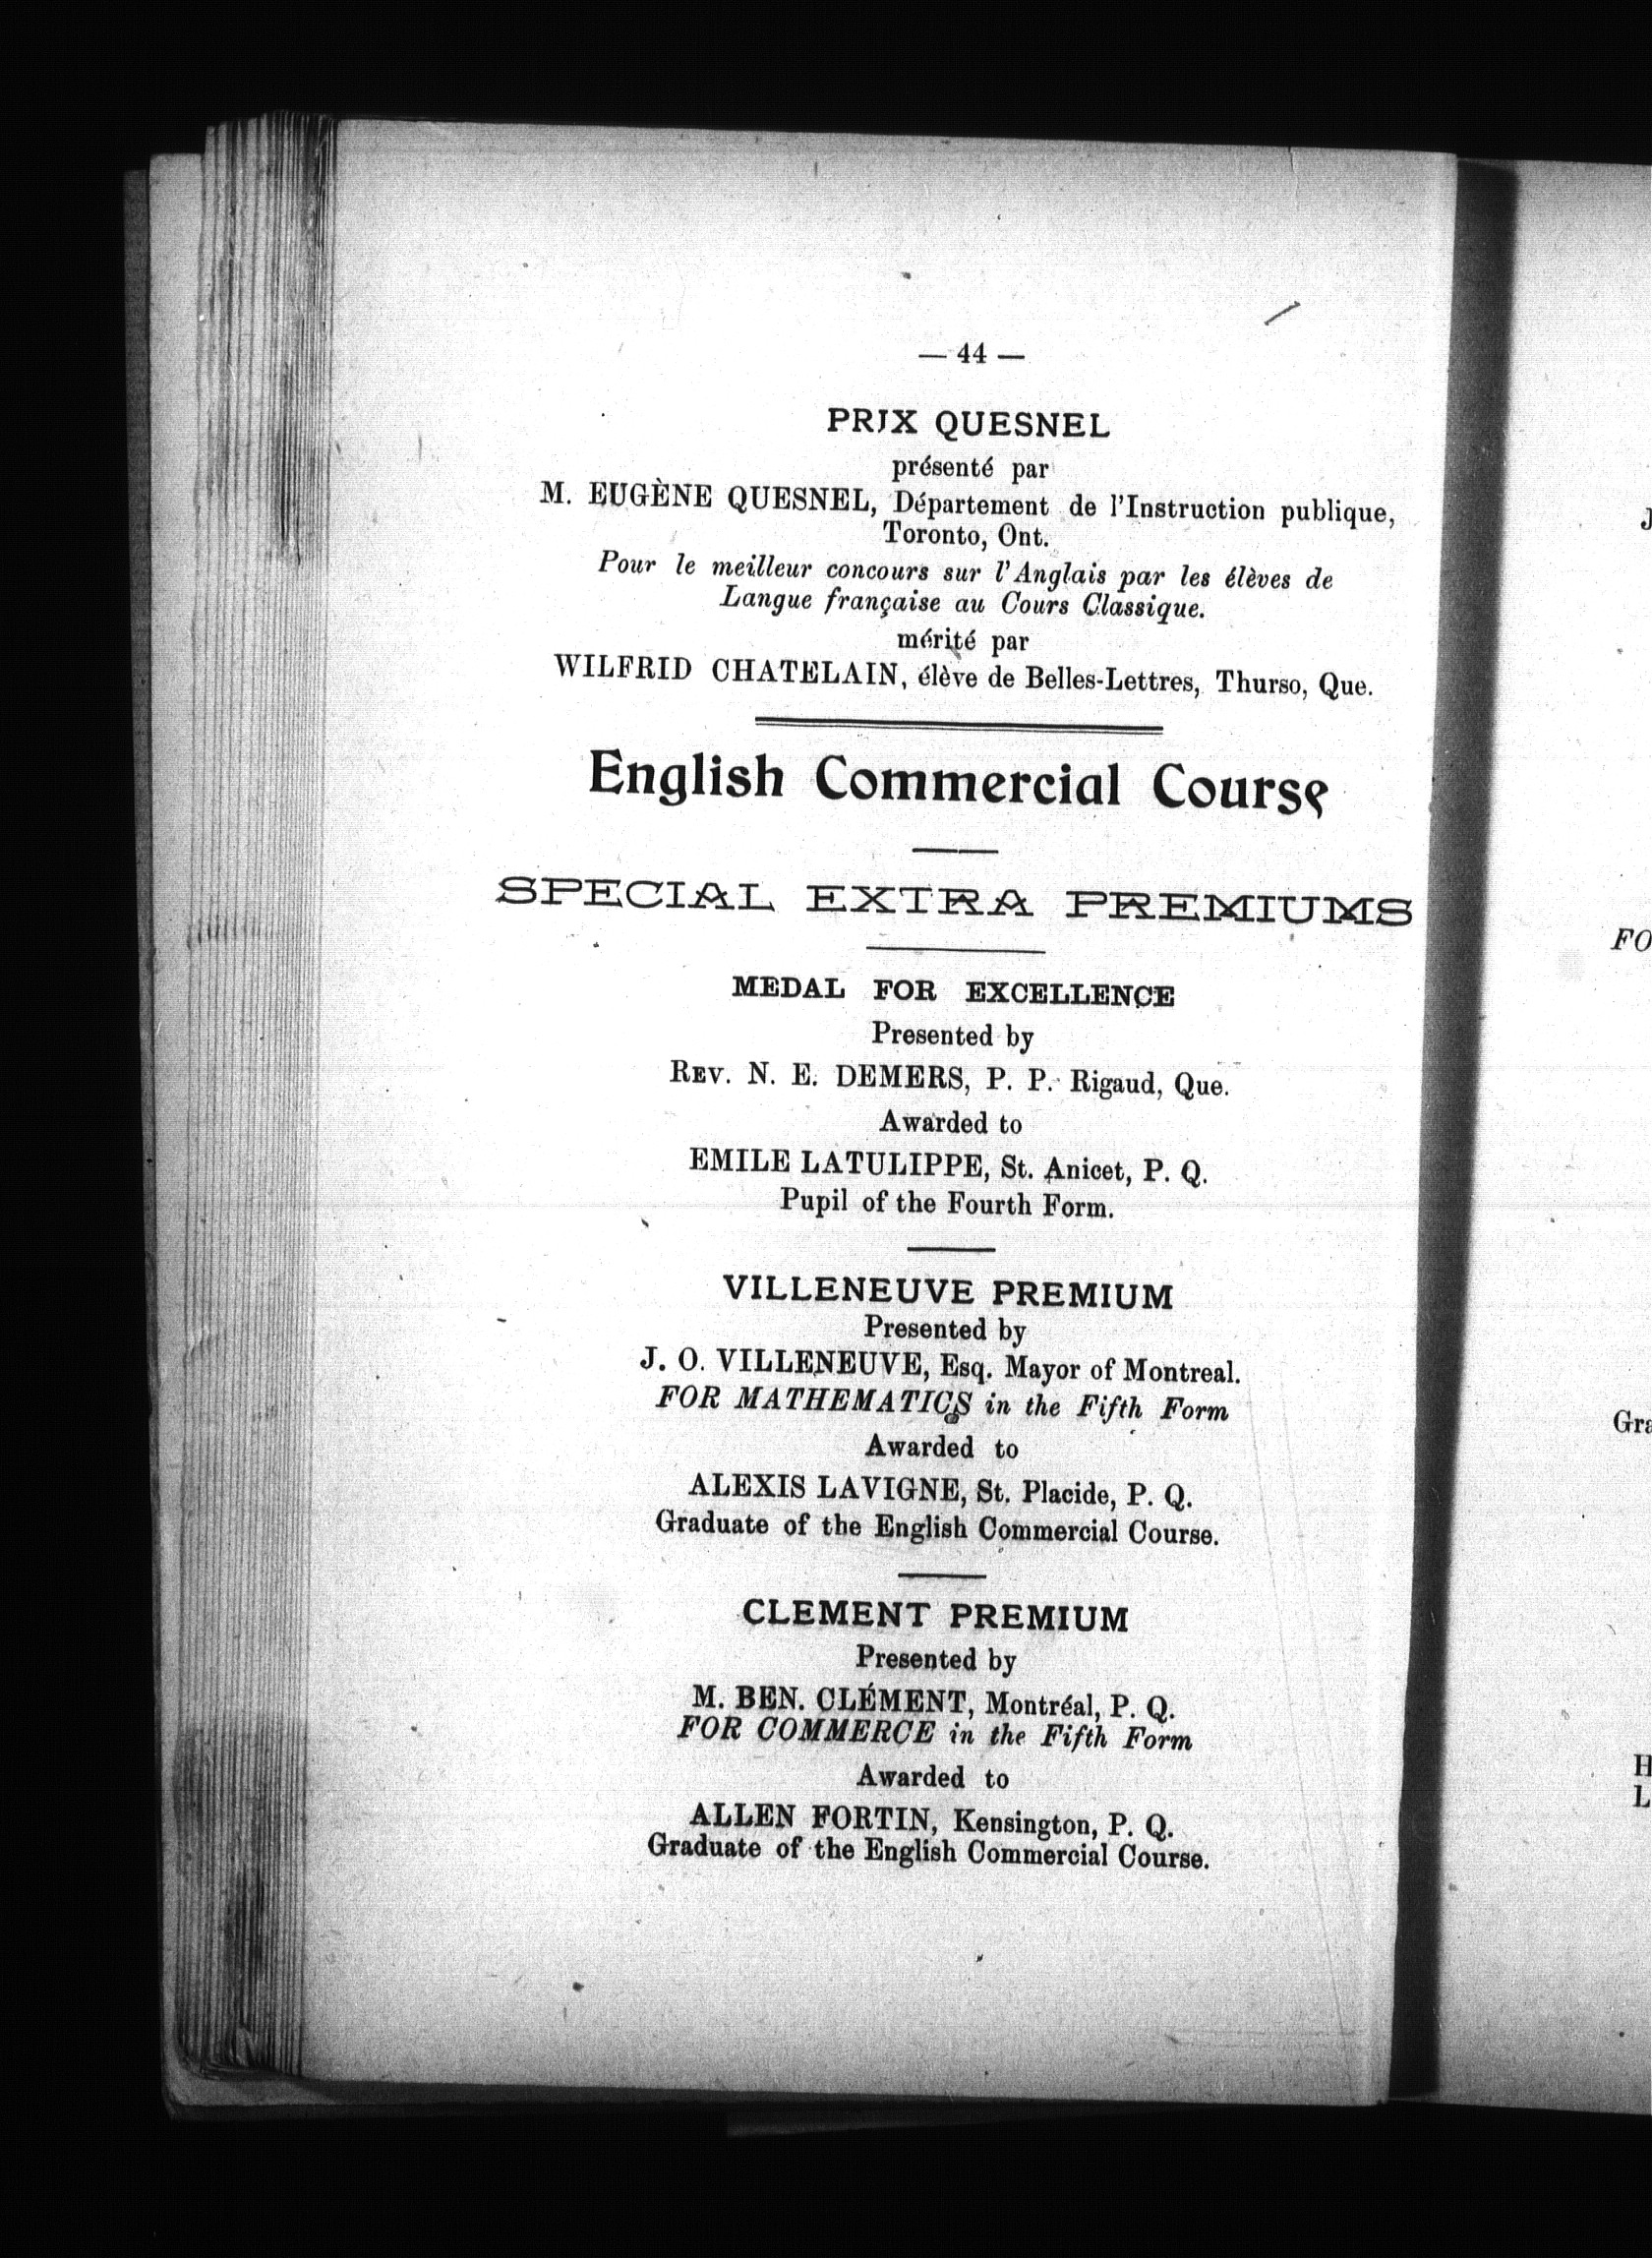 — 44 —
PRIX QUESNEL
présenté par
M. EUGÈNE QUESNEL, Département de l'Instruction publique,
Toronto, Ont.
Pour le meilleur concours sur l'Anglais par les élèves de
Langue française au Cours Classique.
mérité par
WILFRID CHATELAIN, élève de Belles-Lettres, Thurso, Que.
English Commercial Course
SPECIAL EXTRA PREMIUMS
MEDAL FOR EXCELLENCE
Presented by
REV. N. E. DEMERS, P. P. Rigaud, Que.
Awarded to
EMILE LATULIPPE, St. Anicet, P. Q.
Pupil of the Fourth Form.
VILLENEUVE PREMIUM
Presented by
J. O. VILLENEUVE, Esq. Mayor of Montreal.
FOR MATHEMATICS in the Fifth Form
Awarded to
ALEXIS LAVIGNE, St. Placide, P. Q.
Graduate of the English Commercial Course.
CLEMENT PREMIUM
Presented by
M. BEN. CLÉMENT, Montréal, P. Q.
FOR COMMERCE in the Fifth Form
Awarded to
ALLEN FORTIN, Kensington, P. Q.
Graduate of the English Commercial Course.